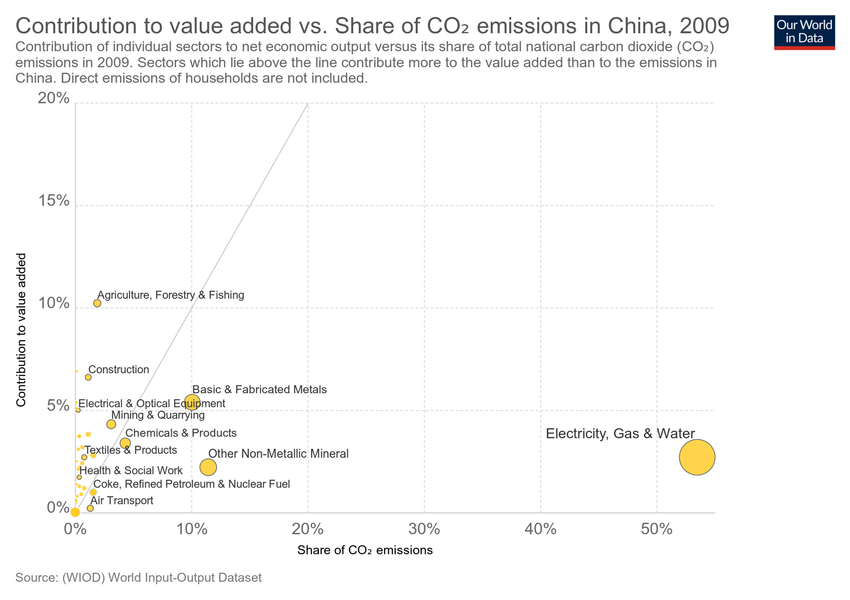 Contribution to value added vs. Share of CO₂ emissions in China, 2009
Our World
in Data
Contribution of individual sectors to net economic output versus its share of total national carbon dioxide (CO₂)
emissions in 2009. Sectors which lie above the line contribute more to the value added than to the emissions in
China. Direct emissions of households are not included.
20%
15%
10%
5%
0%
Contribution to value added
Agriculture, Forestry & Fishing
Construction
Basic & Fabricated Metals
Electrical & Optical Equipment
Mining & Quarrying
Chemicals & Products
Electricity, Gas & Water
Textiles & Products
Other Non-Metallic Mineral
Health & Social Work
Coke, Refined Petroleum & Nuclear Fuel
Air Transport
0%
10%
20%
30%
40%
50%
Share of CO₂ emissions
Source: (WIOD) World Input-Output Dataset